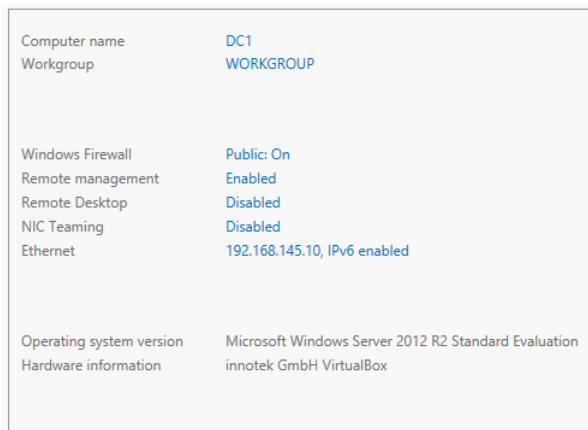 Computer name DC1
Workgroup WORKGROUP
Windows Firewall Public: On
Remote management Enabled
Remote Desktop Disabled
NIC Teaming Disabled
Ethernet 192.168.145.10, IPv6 enabled
Operating system version Microsoft Windows Server 2012 R2 Standard Evaluation
Hardware information innotek GmbH VirtualBox